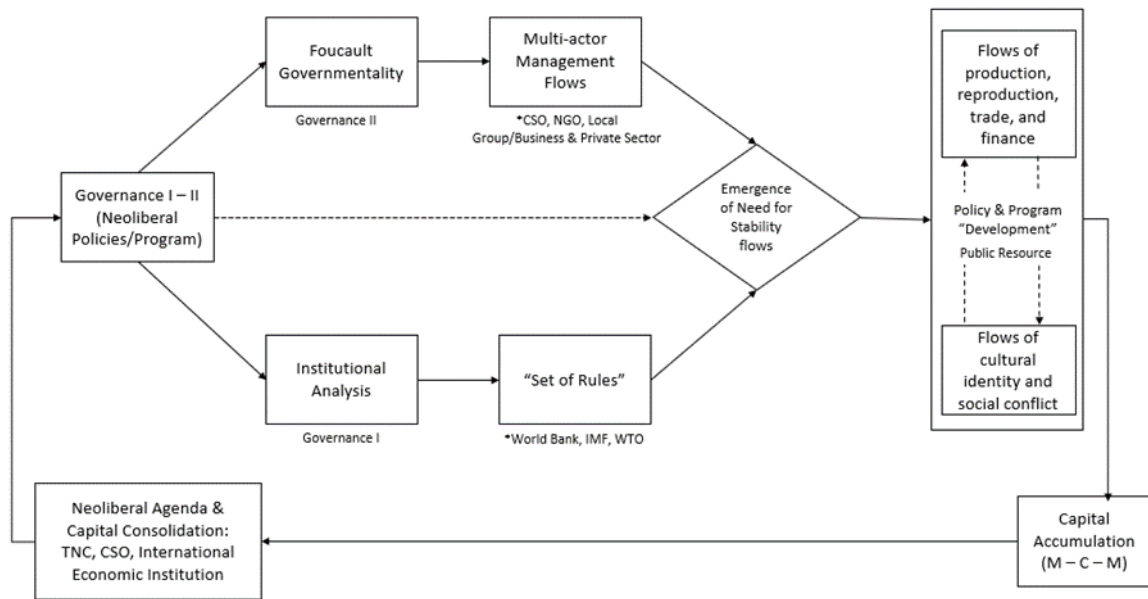 Foucault
Governmentality
Governance II
Multi-actor
Management
Flows
*CSO, NGO, Local
Group/Business & Private Sector
Governance I – II
(Neoliberal
Policies/Program)
Emergence
of Need for
Stability
flows
Institutional
Analysis
Governance I
“Set of Rules”
*World Bank, IMF, WTO
Flows of
production,
reproduction,
trade, and
finance
Policy & Program
“Development”
Public Resource
Flows of
cultural
identity and
social conflict
Capital
Accumulation
(M – C – M)
Neoliberal Agenda &
Capital Consolidation:
TNC, CSO, International
Economic Institution